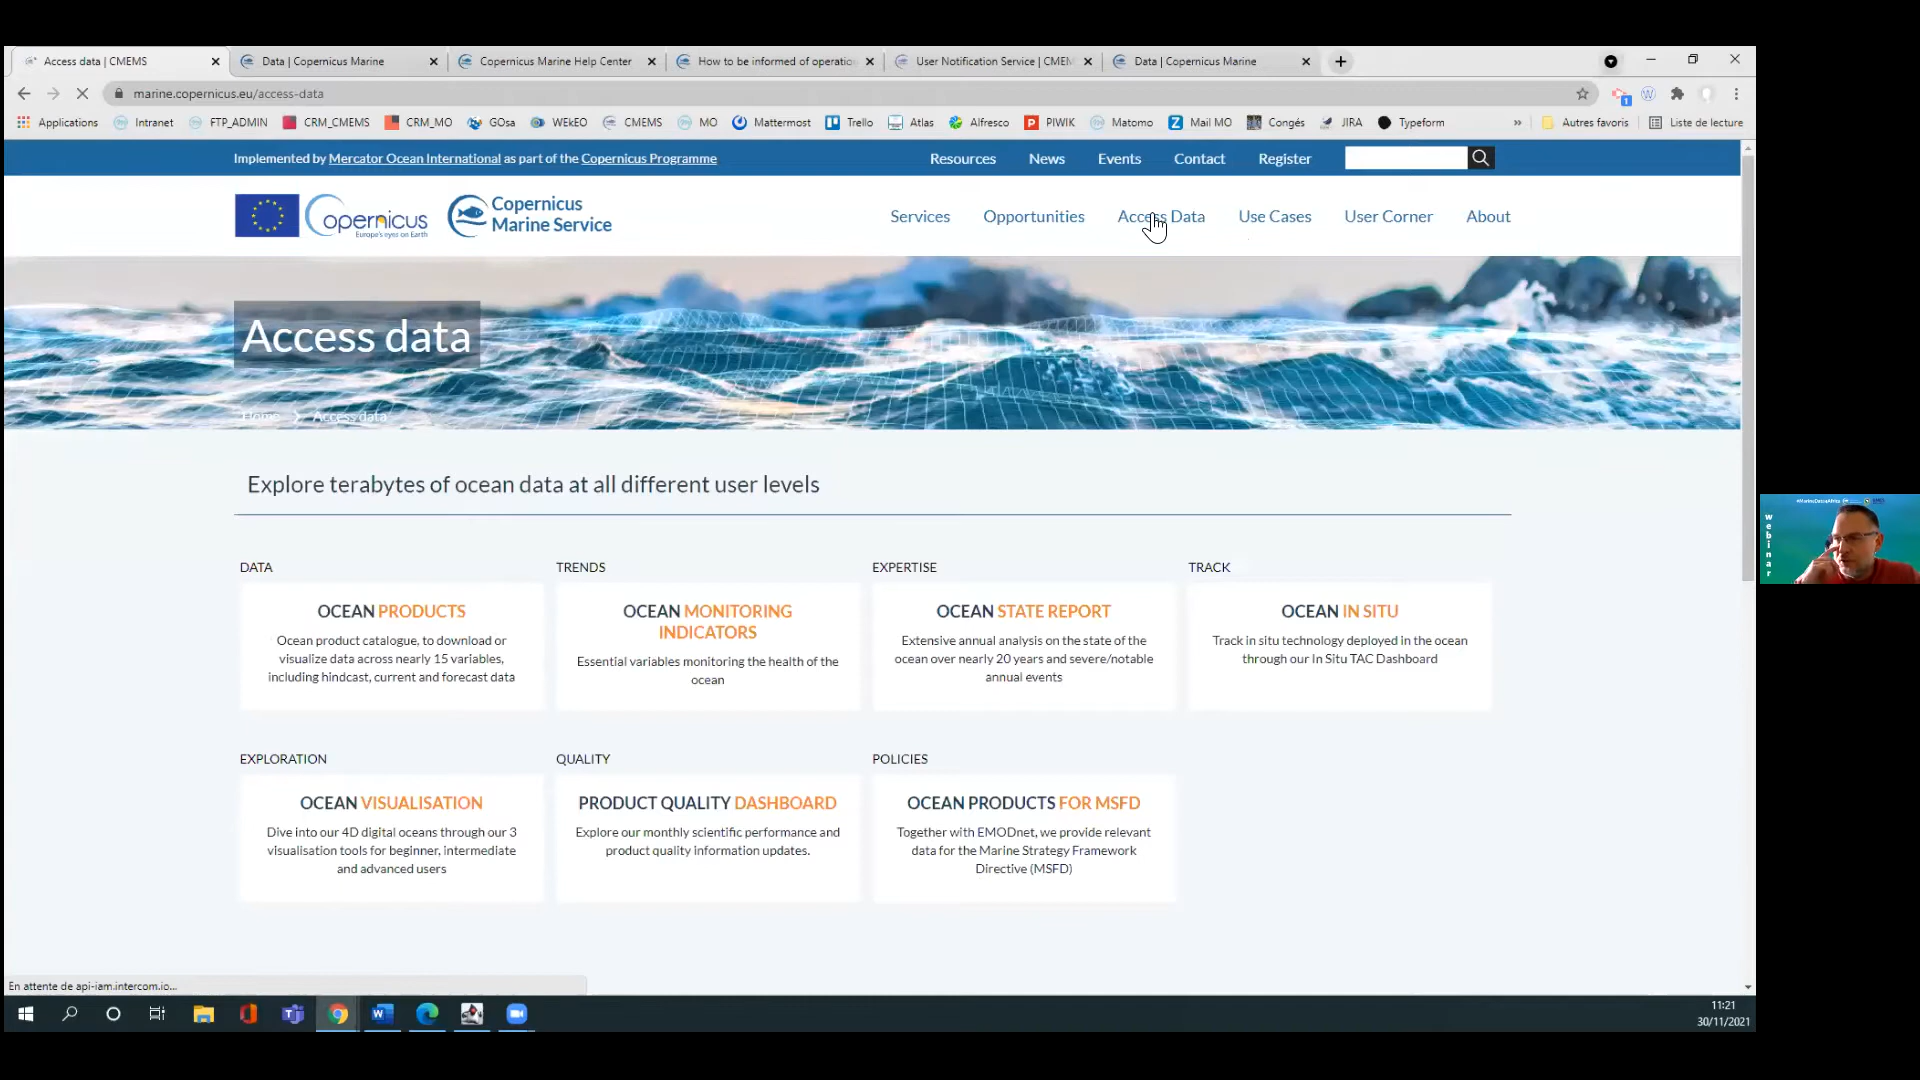 Access data | CMEMS
Data | Copernicus Marine
Copernicus Marine Help Center
How to be informed of operatio
User Notification Service | CMEM
Data | Copernicus Marine
marine.copernicus.eu/access-data
Applications Intranet FTP_ADMIN CRM_CMEMS CRM_MO GOsa WEkEO CMEMS MO Mattermost Trello Atlas Alfresco PIWIK Matomo Mail MO Congés JIRA Typeform » Autres favoris Liste de lecture
Implemented by Mercator Ocean International as part of the Copernicus Programme
Resources News Events Contact Register
opernicus
Europe's eyes on Earth
Copernicus
Marine Service
Services Opportunities Access Data Use Cases User Corner About
Access data
Home > Access data
Explore terabytes of ocean data at all different user levels
DATA
OCEAN PRODUCTS
Ocean product catalogue, to download or
visualize data across nearly 15 variables,
including hindcast, current and forecast data
TRENDS
OCEAN MONITORING
INDICATORS
Essential variables monitoring the health of the
ocean
EXPERTISE
OCEAN STATE REPORT
Extensive annual analysis on the state of the
ocean over nearly 20 years and severe/notable
annual events
TRACK
OCEAN IN SITU
Track in situ technology deployed in the ocean
through our In Situ TAC Dashboard
EXPLORATION
OCEAN VISUALISATION
Dive into our 4D digital oceans through our 3
visualisation tools for beginner, intermediate
and advanced users
QUALITY
PRODUCT QUALITY DASHBOARD
Explore our monthly scientific performance and
product quality information updates.
POLICIES
OCEAN PRODUCTS FOR MSFD
Together with EMODnet, we provide relevant
data for the Marine Strategy Framework
Directive (MSFD)
En attente de api-iam.intercom.io...
11:21
30/11/2021
webinar